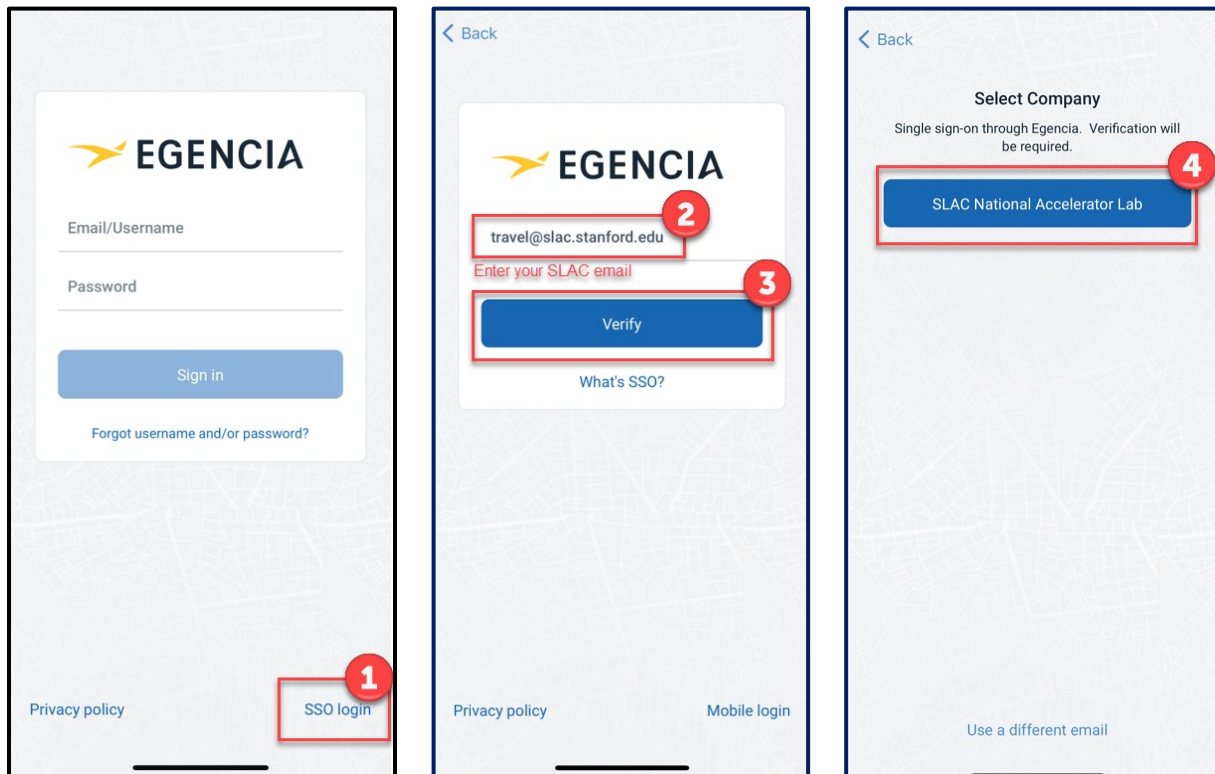 EGENCIA
Email/Username
Password
Sign in
Forgot username and/or password?
1
Privacy policy
SSO login
Back
EGENCIA
2
travel@slac.stanford.edu
Enter your SLAC email
3
Verify
What's SSO?
Privacy policy
Mobile login
Back
Select Company
Single sign-on through Egencia. Verification will
be required.
4
SLAC National Accelerator Lab
Use a different email